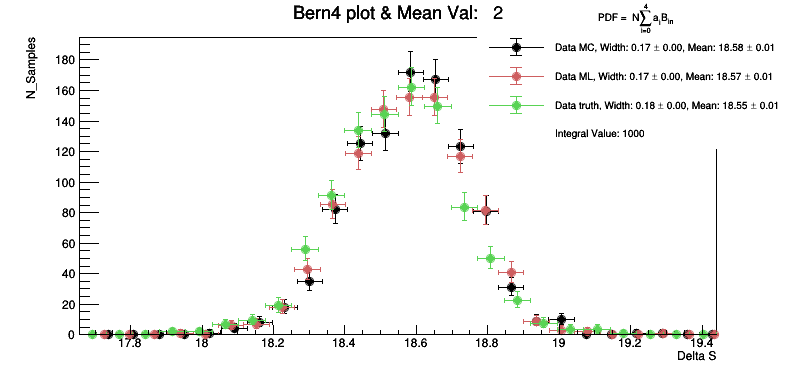 Bern4 plot & Mean Val: 2
PDF = N∑aᵢBᵢₙ
4
i=0
Data MC, Width: 0.17 ± 0.00, Mean: 18.58 ± 0.01
Data ML, Width: 0.17 ± 0.00, Mean: 18.57 ± 0.01
Data truth, Width: 0.18 ± 0.00, Mean: 18.55 ± 0.01
Integral Value: 1000
N_Samples
180
160
140
120
100
80
60
40
20
0
17.8 18 18.2 18.4 18.6 18.8 19 19.2 19.4
Delta S